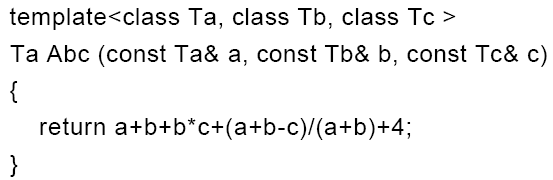 template<class Ta, class Tb, class Tc >
Ta Abc (const Ta& a, const Tb& b, const Tc& c)
{
return a+b+b*c+(a+b-c)/(a+b)+4;
}